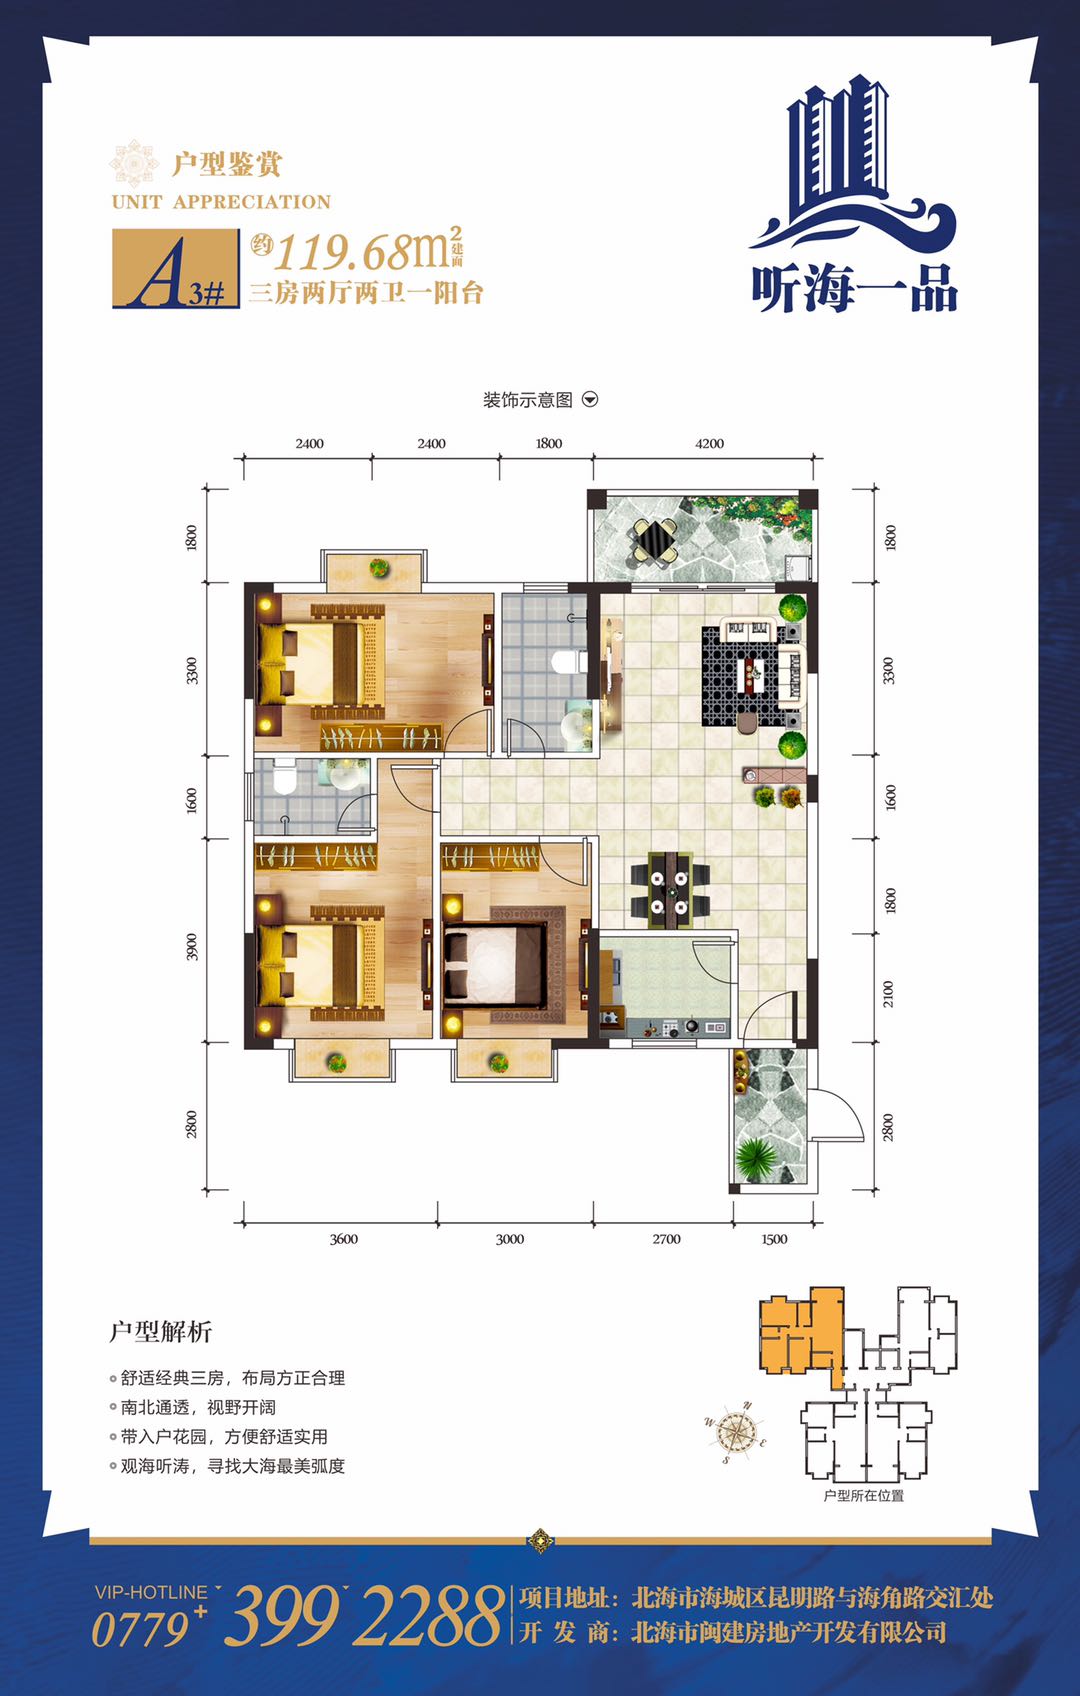 户型鉴赏
UNIT APPRECIATION
A3#
约119.68m²建面
三房两厅两卫一阳台
听海一品
装饰示意图
2400 2400 1800 4200
1800 1800
3300 3300
1600 1600
3900 1800
2100
2800 2800
3600 3000 2700 1500
户型解析
舒适经典三房，布局方正合理
南北通透，视野开阔
带入户花园，方便舒适实用
观海听涛，寻找大海最美弧度
N
W
E
S
户型所在位置
VIP-HOTLINE
0779+ 399 2288
项目地址：北海市海城区昆明路与海角路交汇处
开发商：北海市闽建房地产开发有限公司